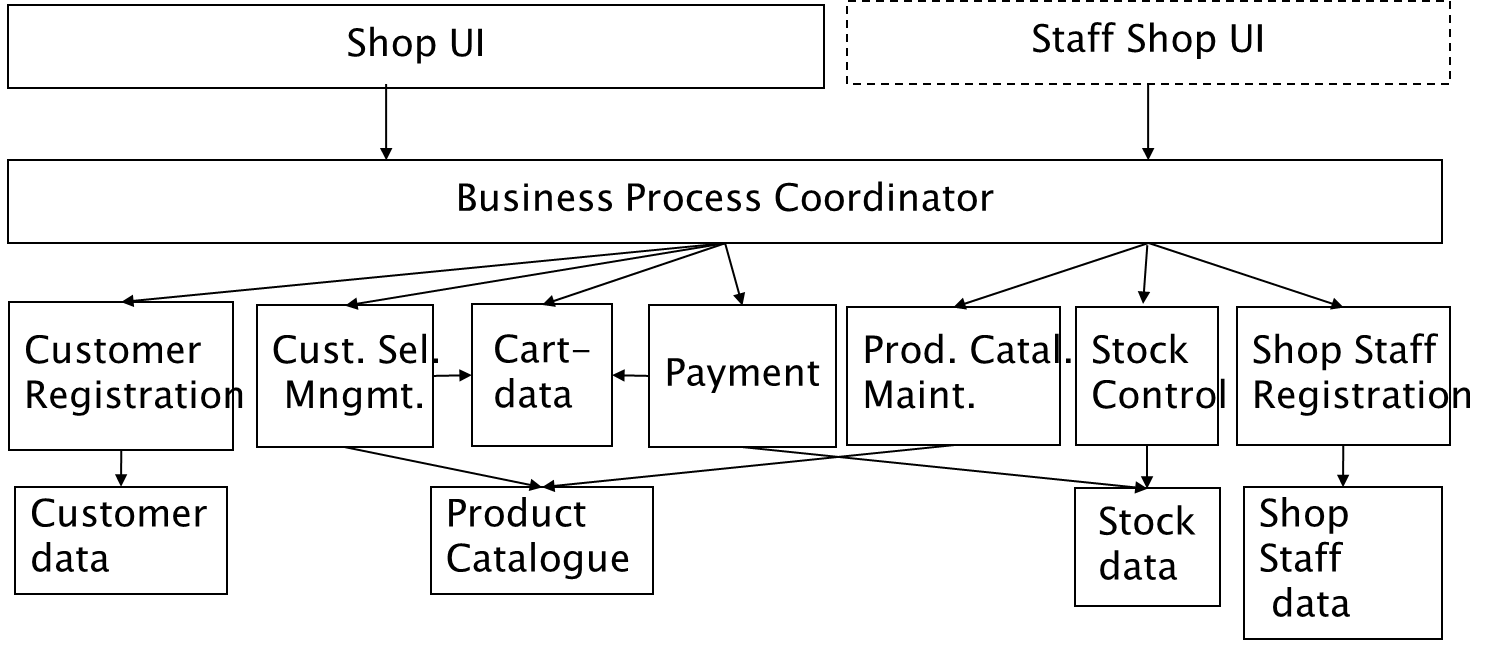 Shop UI
Staff Shop UI
Business Process Coordinator
Customer
Registration
Cust. Sel.
Mngmt.
Cart-
data
Payment
Prod. Catal.
Maint.
Stock
Control
Shop Staff
Registration
Customer
data
Product
Catalogue
Stock
data
Shop
Staff
data